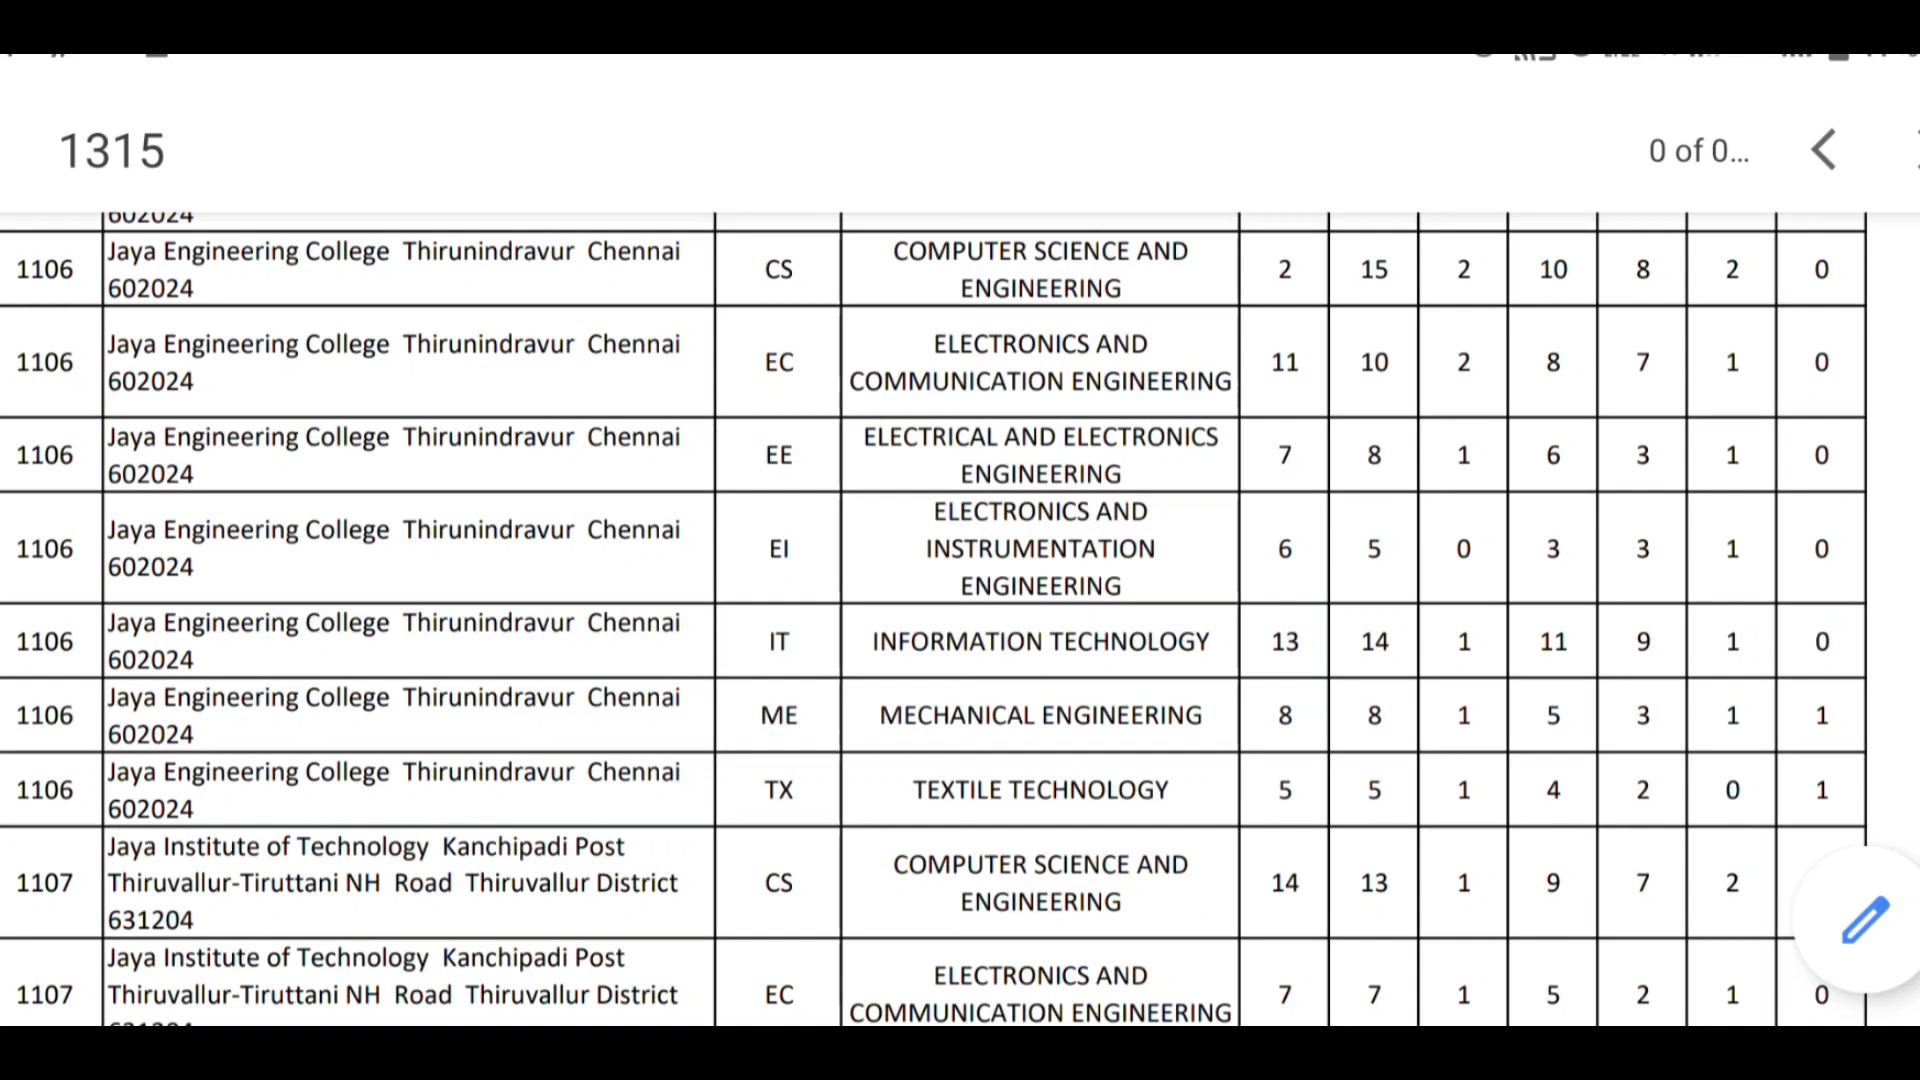 1315
0 of 0...
602024
1106 Jaya Engineering College Thirunindravur Chennai 602024 CS COMPUTER SCIENCE AND ENGINEERING 2 15 2 10 8 2 0
1106 Jaya Engineering College Thirunindravur Chennai 602024 EC ELECTRONICS AND COMMUNICATION ENGINEERING 11 10 2 8 7 1 0
1106 Jaya Engineering College Thirunindravur Chennai 602024 EE ELECTRICAL AND ELECTRONICS ENGINEERING 7 8 1 6 3 1 0
1106 Jaya Engineering College Thirunindravur Chennai 602024 EI ELECTRONICS AND INSTRUMENTATION ENGINEERING 6 5 0 3 3 1 0
1106 Jaya Engineering College Thirunindravur Chennai 602024 IT INFORMATION TECHNOLOGY 13 14 1 11 9 1 0
1106 Jaya Engineering College Thirunindravur Chennai 602024 ME MECHANICAL ENGINEERING 8 8 1 5 3 1 1
1106 Jaya Engineering College Thirunindravur Chennai 602024 TX TEXTILE TECHNOLOGY 5 5 1 4 2 0 1
1107 Jaya Institute of Technology Kanchipadi Post Thiruvallur-Tiruttani NH Road Thiruvallur District 631204 CS COMPUTER SCIENCE AND ENGINEERING 14 13 1 9 7 2
1107 Jaya Institute of Technology Kanchipadi Post Thiruvallur-Tiruttani NH Road Thiruvallur District EC ELECTRONICS AND COMMUNICATION ENGINEERING 7 7 1 5 2 1 0